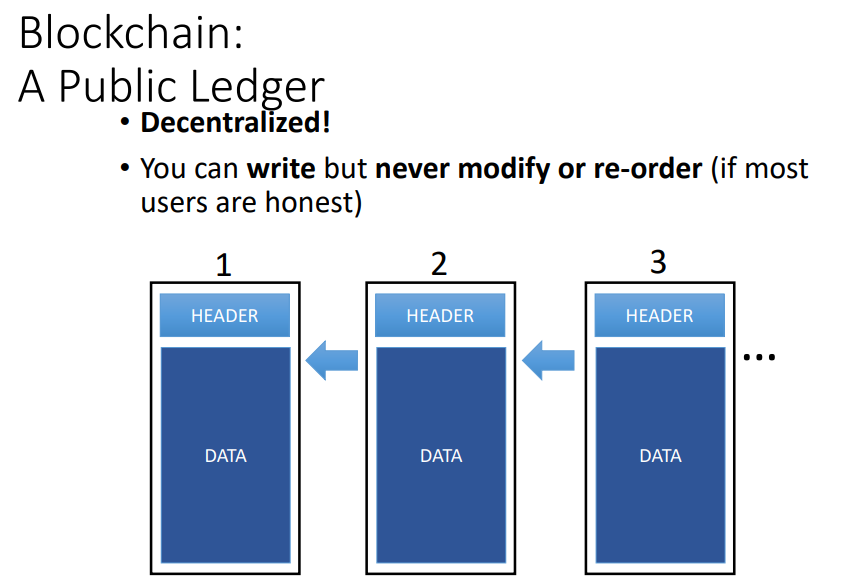 Blockchain:
A Public Ledger
• Decentralized!
• You can write but never modify or re-order (if most
users are honest)
1 2 3
HEADER HEADER HEADER
...
DATA DATA DATA